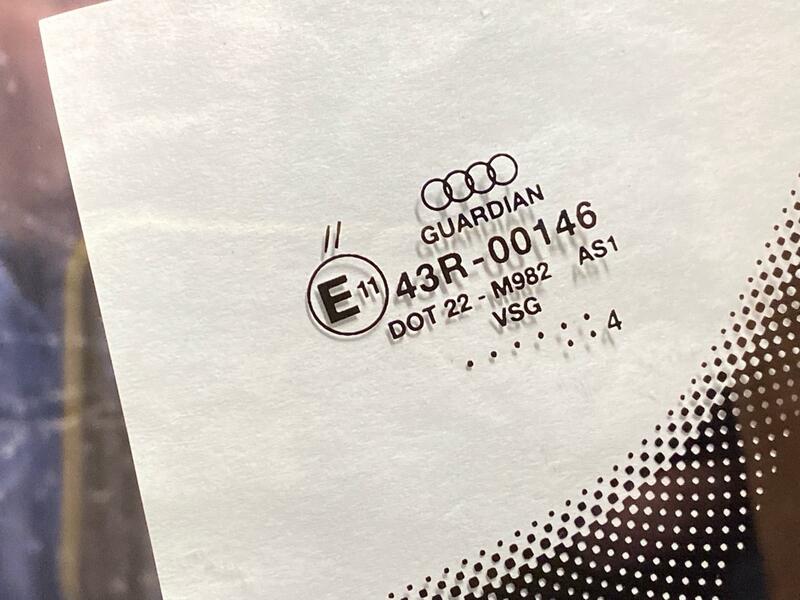 GUARDIAN
//
E 11 43R-00146
DOT 22 - M982 AS1
VSG
. . . . . . : : 4